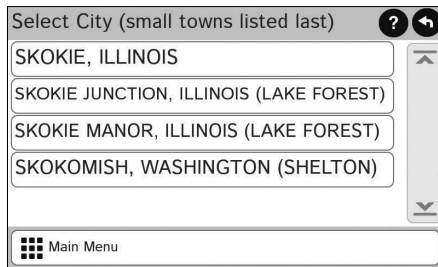 Select City (small towns listed last)
?
SKOKIE, ILLINOIS
SKOKIE JUNCTION, ILLINOIS (LAKE FOREST)
SKOKIE MANOR, ILLINOIS (LAKE FOREST)
SKOKOMISH, WASHINGTON (SHELTON)
Main Menu